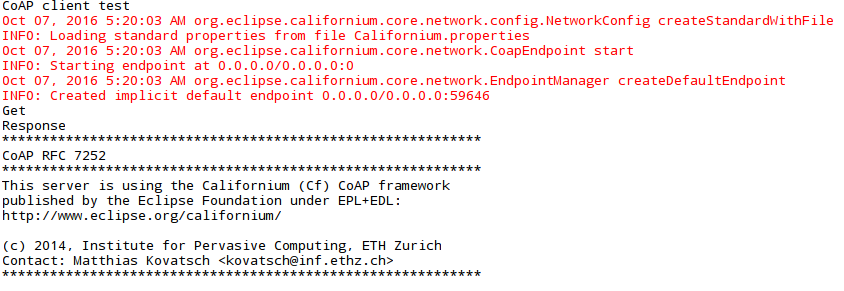 CoAP client test
Oct 07, 2016 5:20:03 AM org.eclipse.californium.core.network.config.NetworkConfig createStandardWithFile
INFO: Loading standard properties from file Californium.properties
Oct 07, 2016 5:20:03 AM org.eclipse.californium.core.network.CoapEndpoint start
INFO: Starting endpoint at 0.0.0.0/0.0.0.0:0
Oct 07, 2016 5:20:03 AM org.eclipse.californium.core.network.EndpointManager createDefaultEndpoint
INFO: Created implicit default endpoint 0.0.0.0/0.0.0.0:59646
Get
Response
************************************************************
CoAP RFC 7252
************************************************************
This server is using the Californium (Cf) CoAP framework
published by the Eclipse Foundation under EPL+EDL:
http://www.eclipse.org/californium/

(c) 2014, Institute for Pervasive Computing, ETH Zurich
Contact: Matthias Kovatsch <kovatsch@inf.ethz.ch>
************************************************************